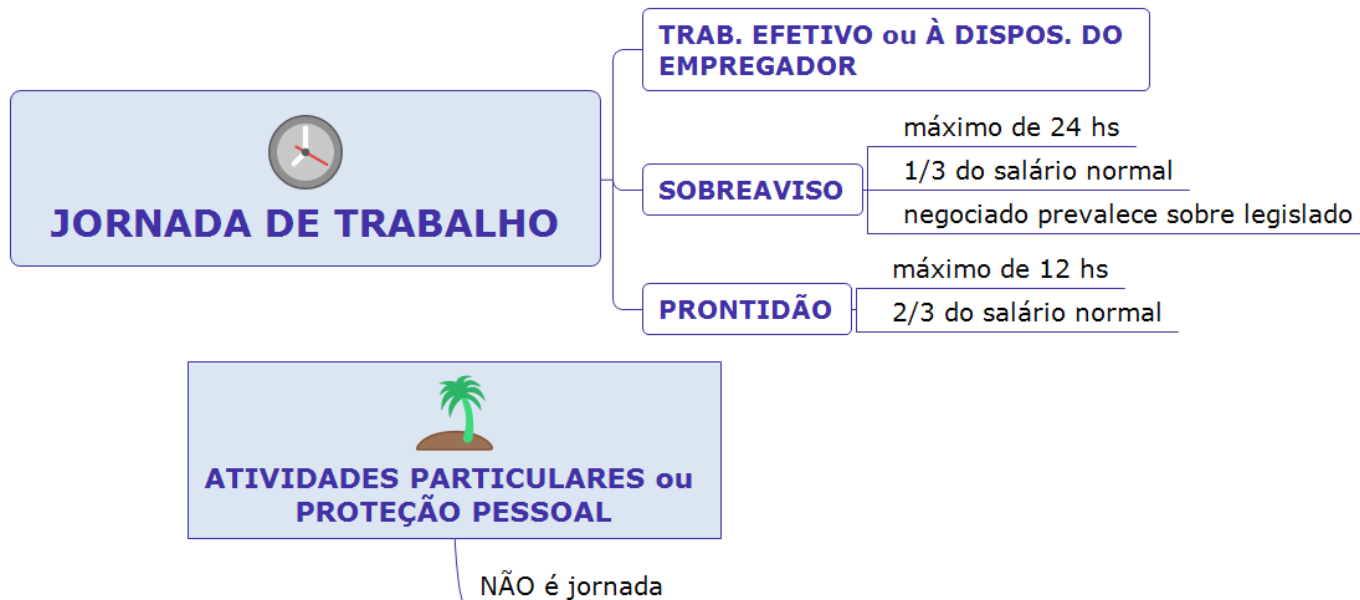 TRAB. EFETIVO ou À DISPOS. DO
EMPREGADOR
JORNADA DE TRABALHO
SOBREAVISO
máximo de 24 hs
1/3 do salário normal
negociado prevalece sobre legislado
PRONTIDÃO
máximo de 12 hs
2/3 do salário normal
ATIVIDADES PARTICULARES ou
PROTEÇÃO PESSOAL
NÃO é jornada